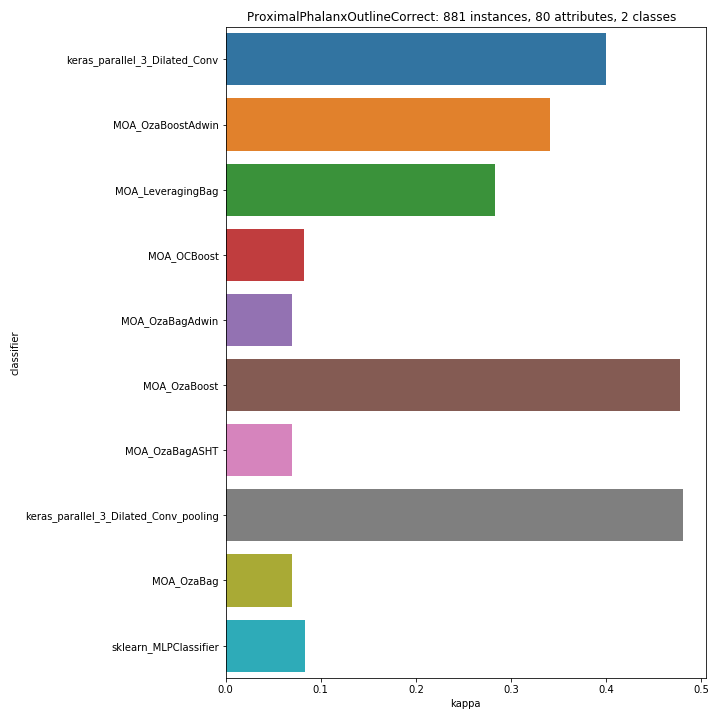 ProximalPhalanxOutlineCorrect: 881 instances, 80 attributes, 2 classes
keras_parallel_3_Dilated_Conv
MOA_OzaBoostAdwin
MOA_LeveragingBag
MOA_OCBoost
MOA_OzaBagAdwin
classifier
MOA_OzaBoost
MOA_OzaBagASHT
keras_parallel_3_Dilated_Conv_pooling
MOA_OzaBag
sklearn_MLPClassifier
0.0 0.1 0.2 0.3 0.4 0.5
kappa